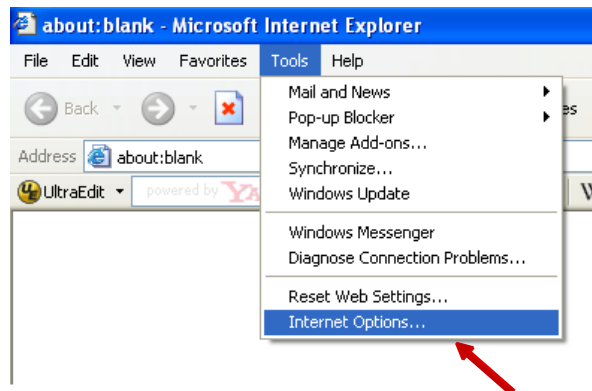 about:blank - Microsoft Internet Explorer
File Edit View Favorites Tools Help
Back
Mail and News
Pop-up Blocker
Manage Add-ons...
Address about:blank
Synchronize...
UltraEdit powered by
Windows Update
Windows Messenger
Diagnose Connection Problems...
Reset Web Settings...
Internet Options...